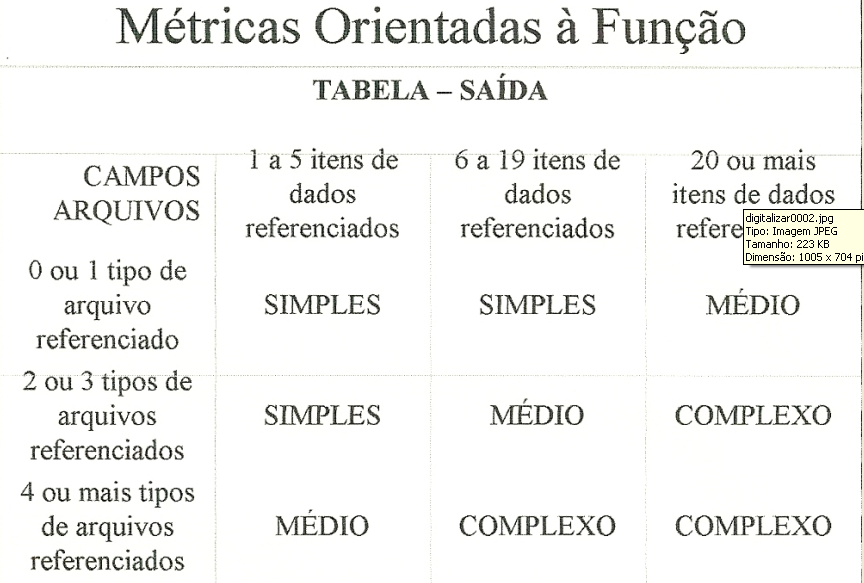 Métricas Orientadas à Função
TABELA – SAÍDA
CAMPOS
ARQUIVOS
1 a 5 itens de
dados
referenciados
6 a 19 itens de
dados
referenciados
20 ou mais
itens de dados
refere
digitalizar0002.jpg
Tipo: Imagem JPEG
Tamanho: 223 KB
Dimensão: 1005 x 704 pi
0 ou 1 tipo de
arquivo
referenciado
SIMPLES
SIMPLES
MÉDIO
2 ou 3 tipos de
arquivos
referenciados
SIMPLES
MÉDIO
COMPLEXO
4 ou mais tipos
de arquivos
referenciados
MÉDIO
COMPLEXO
COMPLEXO